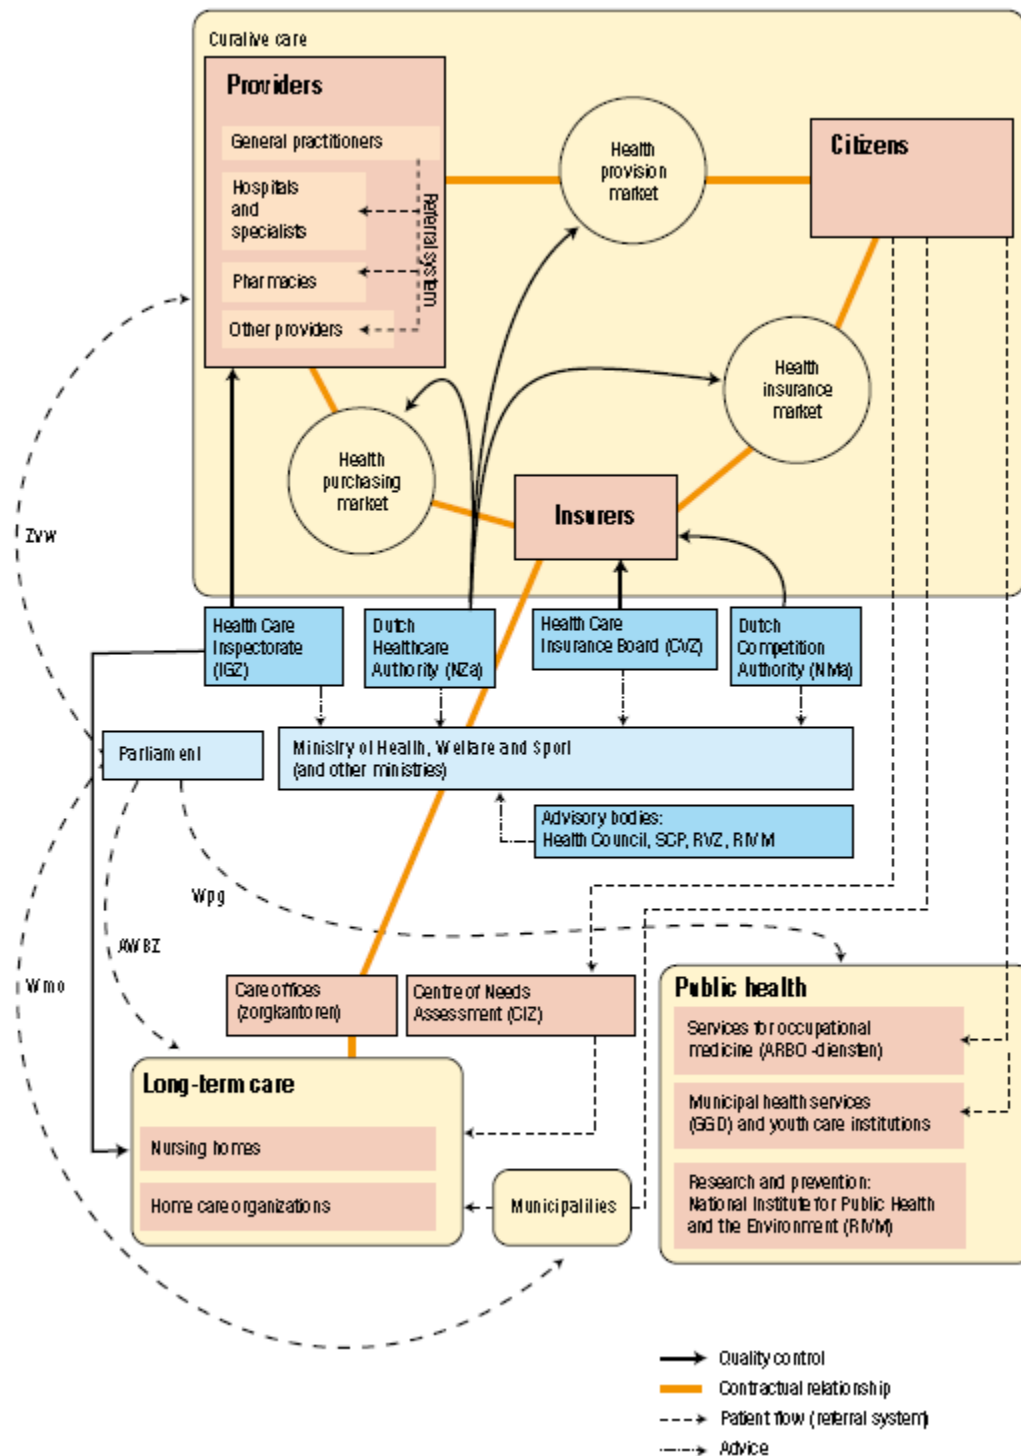 Curative care
Providers
General practitioners
Hospitals
and
specialists
Pharmacies
Other providers
Referral system
Health
provision
market
Citizens
Health
insurance
market
Health
purchasing
market
Insurers
Zvw
Health Care
Inspectorate
(IGZ)
Dutch
Healthcare
Authority (NZa)
Health Care
Insurance Board (CVZ)
Dutch
Competition
Authority (NMa)
Parliament
Ministry of Health, Welfare and Sport
(and other ministries)
Advisory bodies:
Health Council, SCP, RVZ, RIVM
Wpg
AWBZ
Wmo
Care offices
(zorgkantoren)
Centre of Needs
Assessment (CIZ)
Public health
Services for occupational
medicine (ARBO -diensten)
Municipal health services
(GGD) and youth care institutions
Research and prevention:
National Institute for Public Health
and the Environment (RIVM)
Long-term care
Nursing homes
Home care organizations
Municipalities
Quality control
Contractual relationship
Patient flow (referral system)
Advice